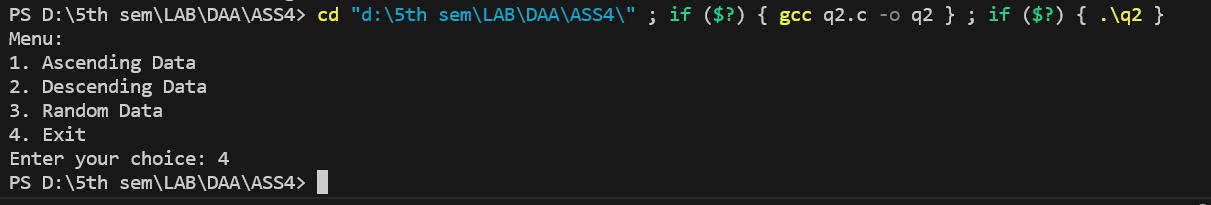 PS D:\5th sem\LAB\DAA\ASS4> cd "d:\5th sem\LAB\DAA\ASS4\" ; if ($?) { gcc q2.c -o q2 } ; if ($?) { .\q2 }
Menu:
1. Ascending Data
2. Descending Data
3. Random Data
4. Exit
Enter your choice: 4
PS D:\5th sem\LAB\DAA\ASS4>